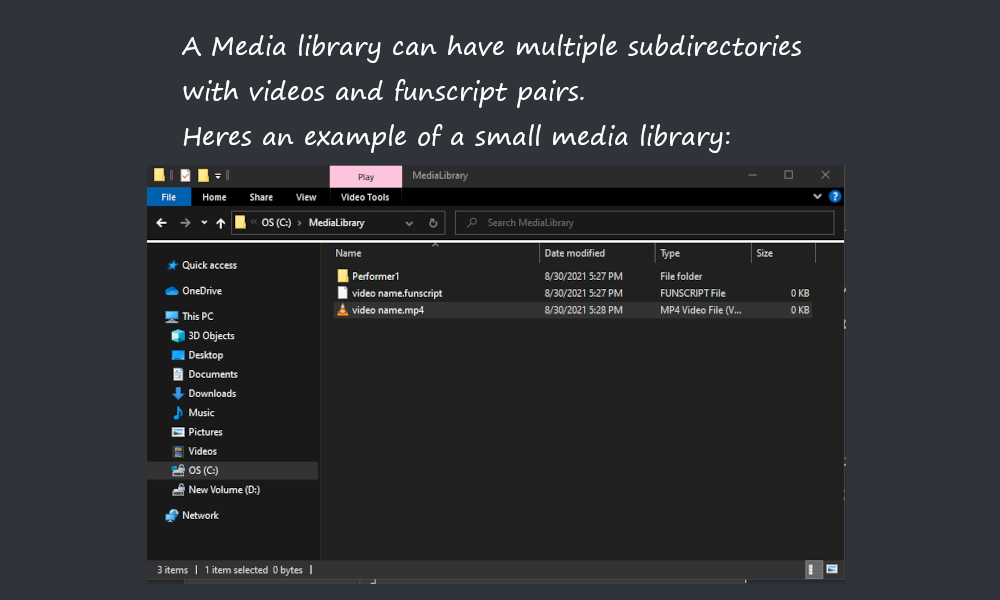 A Media library can have multiple subdirectories
with videos and funscript pairs.
Heres an example of a small media library:
Play MediaLibrary
File Home Share View Video Tools
OS (C:) MediaLibrary Search MediaLibrary
Name Date modified Type Size
Quick access
OneDrive
This PC
3D Objects
Desktop
Documents
Downloads
Music
Pictures
Videos
OS (C:)
New Volume (D:)
Network
Performer1 8/30/2021 5:27 PM File folder
video name.funscript 8/30/2021 5:27 PM FUNSCRIPT File 0 KB
video name.mp4 8/30/2021 5:28 PM MP4 Video File (V... 0 KB
3 items 1 item selected 0 bytes